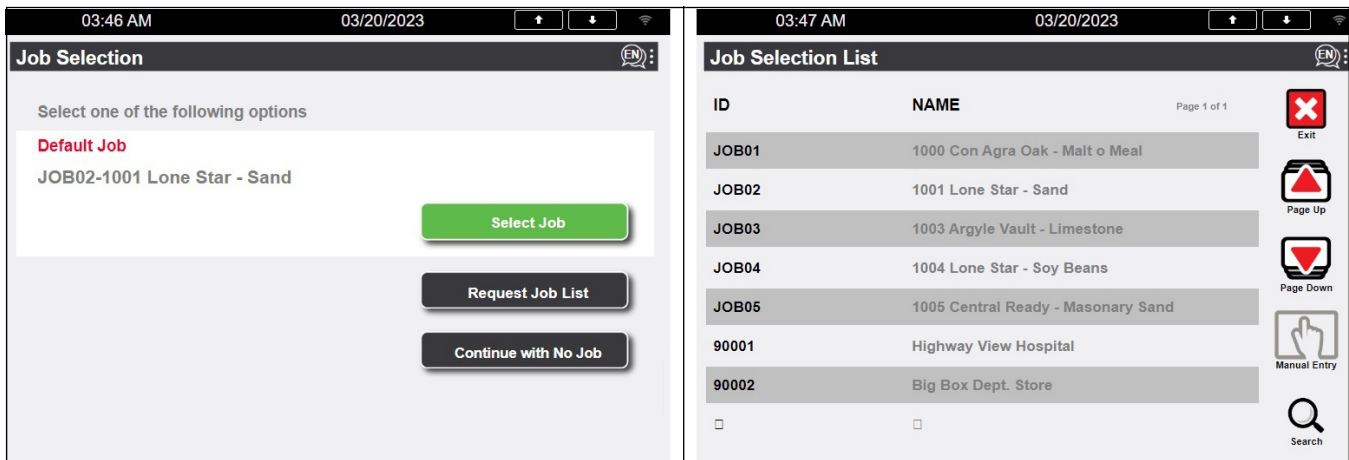 03:46 AM 03/20/2023
Job Selection EN
Select one of the following options
Default Job
JOB02-1001 Lone Star - Sand
Select Job
Request Job List
Continue with No Job
03:47 AM 03/20/2023
Job Selection List EN
ID NAME Page 1 of 1
Exit
JOB01 1000 Con Agra Oak - Malt o Meal
JOB02 1001 Lone Star - Sand
Page Up
JOB03 1003 Argyle Vault - Limestone
JOB04 1004 Lone Star - Soy Beans
Page Down
JOB05 1005 Central Ready - Masonary Sand
90001 Highway View Hospital
Manual Entry
90002 Big Box Dept. Store
□ □
Search